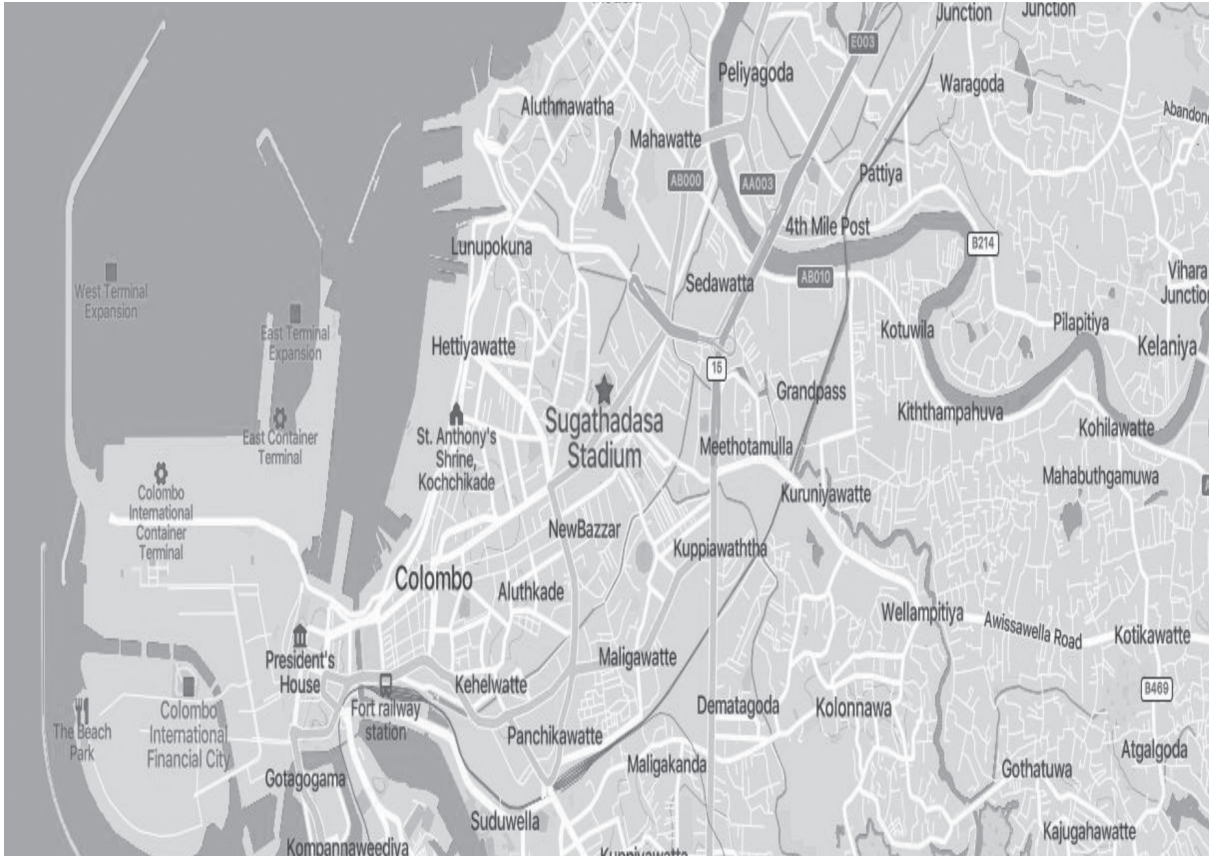 Junction
Junction
E003
Peliyagoda
Waragoda
Aluthmawatha
Mahawatte
AB000
AA003
Pattiya
4th Mile Post
B214
Lunupokuna
AB010
Sedawatta
Vihara
Junction
West Terminal
Expansion
East Terminal
Expansion
Kotuwila
Pilapitiya
Kelaniya
Hettiyawatte
15
Grandpass
Sugathadasa
Stadium
Kiththampahuva
Kohilawatte
East Container
Terminal
St. Anthony's
Shrine,
Kochchikade
Meethotamulla
Mahabuthgamuwa
Colombo
International
Container
Terminal
Kuruniyawatte
NewBazzar
Kuppiawaththa
Colombo
Aluthkade
Wellampitiya
Awissawella Road
Kotikawatte
President's
House
Maligawatte
Kehelwatte
B469
Colombo
International
Financial City
Fort railway
station
Dematagoda
Kolonnawa
The Beach
Park
Panchikawatte
Atgalgoda
Maligakanda
Gotagogama
Gothatuwa
Suduwella
Kajugahawatte
Kompannaweediya